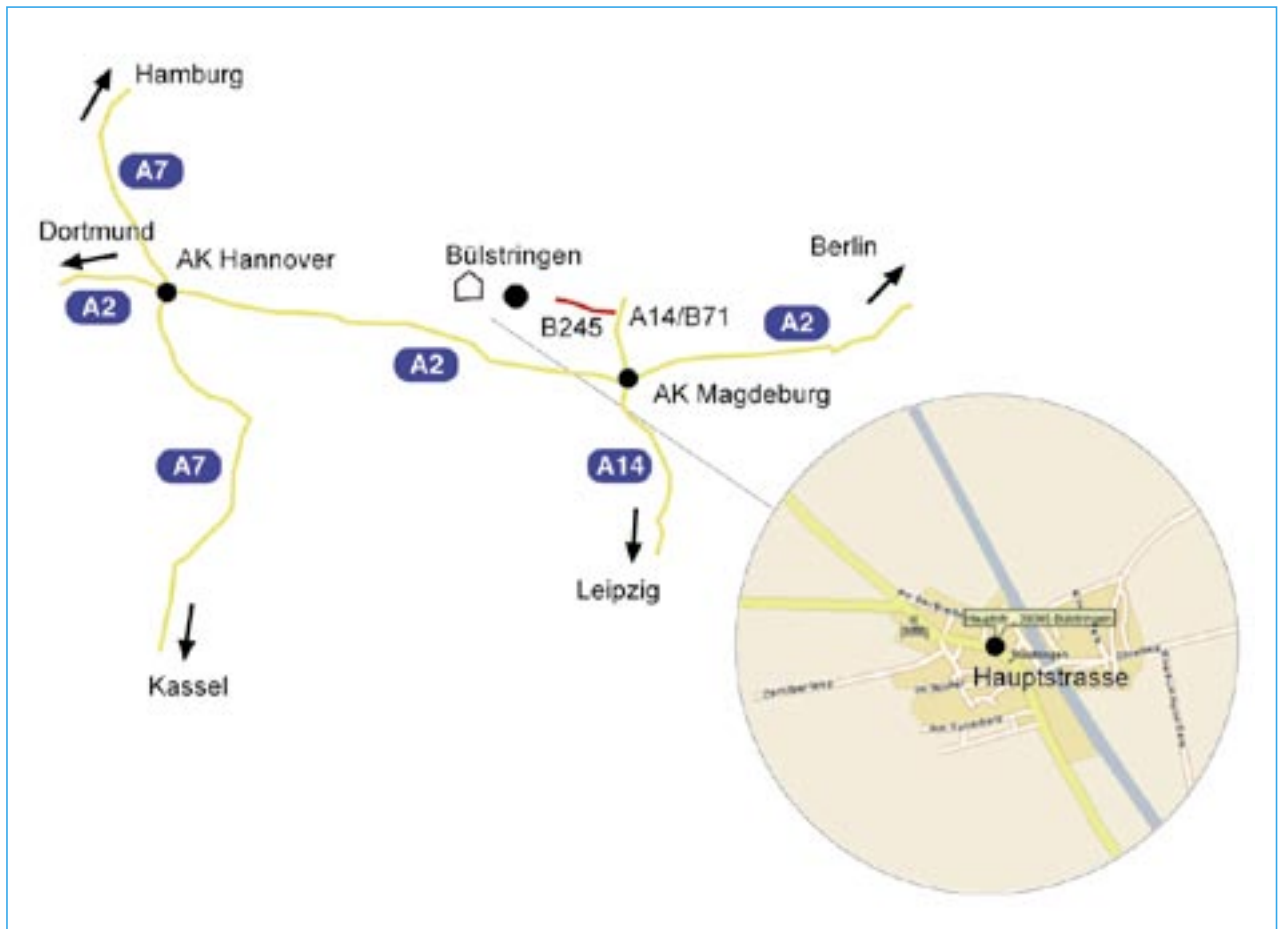 Hamburg
A7
Dortmund
AK Hannover
Bülstringen
Berlin
A2
B245
A14/B71
A2
A2
AK Magdeburg
A7
A14
Leipzig
Kassel
Bülstringen
Hauptstrasse